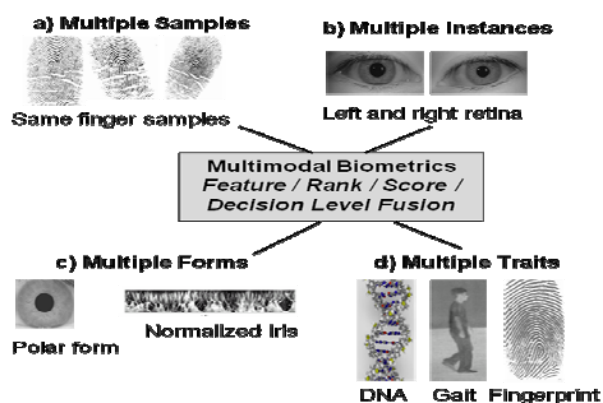 a) Multiple Samples
Same finger samples
b) Multiple Instances
Left and right retina
Multimodal Biometrics
Feature / Rank / Score /
Decision Level Fusion
c) Multiple Forms
Polar form
Normalized Iris
d) Multiple Traits
DNA Gait Fingerprint